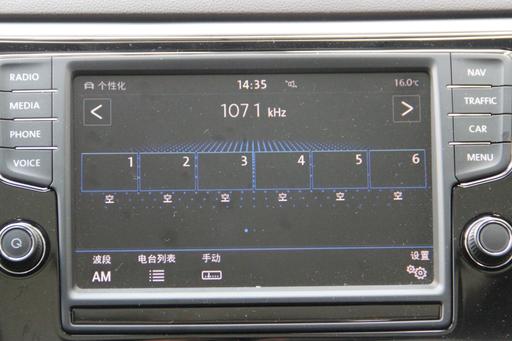 RADIO
MEDIA
PHONE
VOICE
个性化 14:35 16.0℃
107.1 kHz
1 2 3 4 5 6
空 空 空 空 空 空
波段 电台列表 手动 设置
AM
NAV
TRAFFIC
CAR
MENU